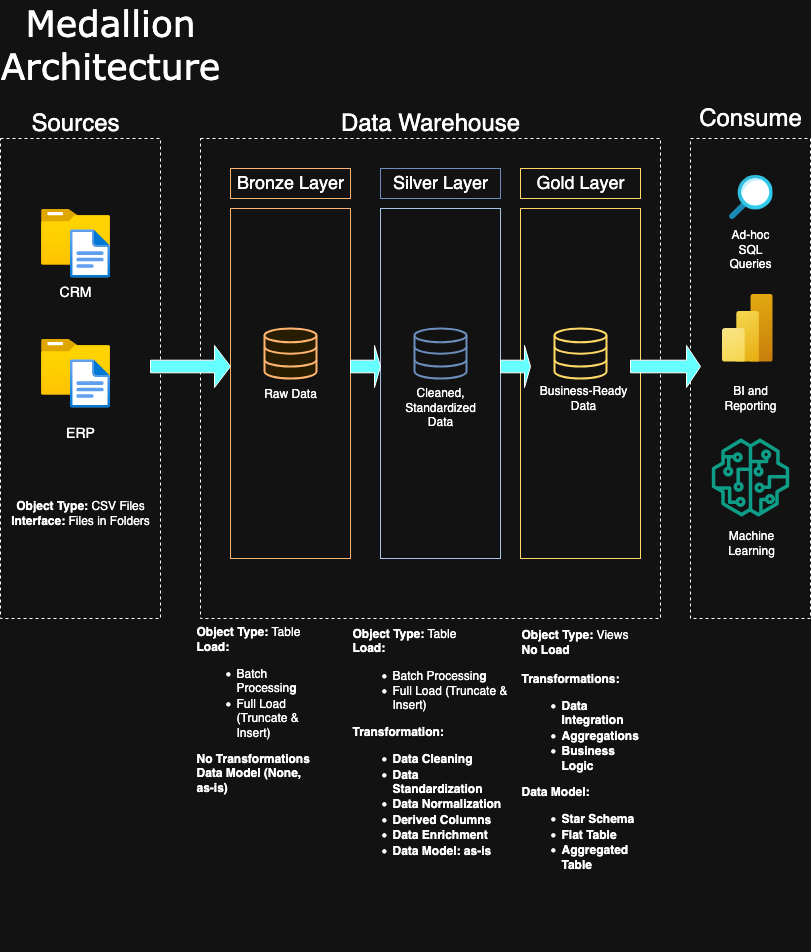 Medallion
Architecture
Sources
Data Warehouse
Consume
Bronze Layer
Silver Layer
Gold Layer
CRM
ERP
Object Type: CSV Files
Interface: Files in Folders
Raw Data
Cleaned,
Standardized
Data
Business-Ready
Data
Ad-hoc
SQL
Queries
BI and
Reporting
Machine
Learning
Object Type: Table
Load:
• Batch
Processing
• Full Load
(Truncate &
Insert)
No Transformations
Data Model (None,
as-is)
Object Type: Table
Load:
• Batch Processing
• Full Load (Truncate &
Insert)
Transformation:
• Data Cleaning
• Data
Standardization
• Data Normalization
• Derived Columns
• Data Enrichment
• Data Model: as-is
Object Type: Views
No Load
Transformations:
• Data
Integration
• Aggregations
• Business
Logic
Data Model:
• Star Schema
• Flat Table
• Aggregated
Table